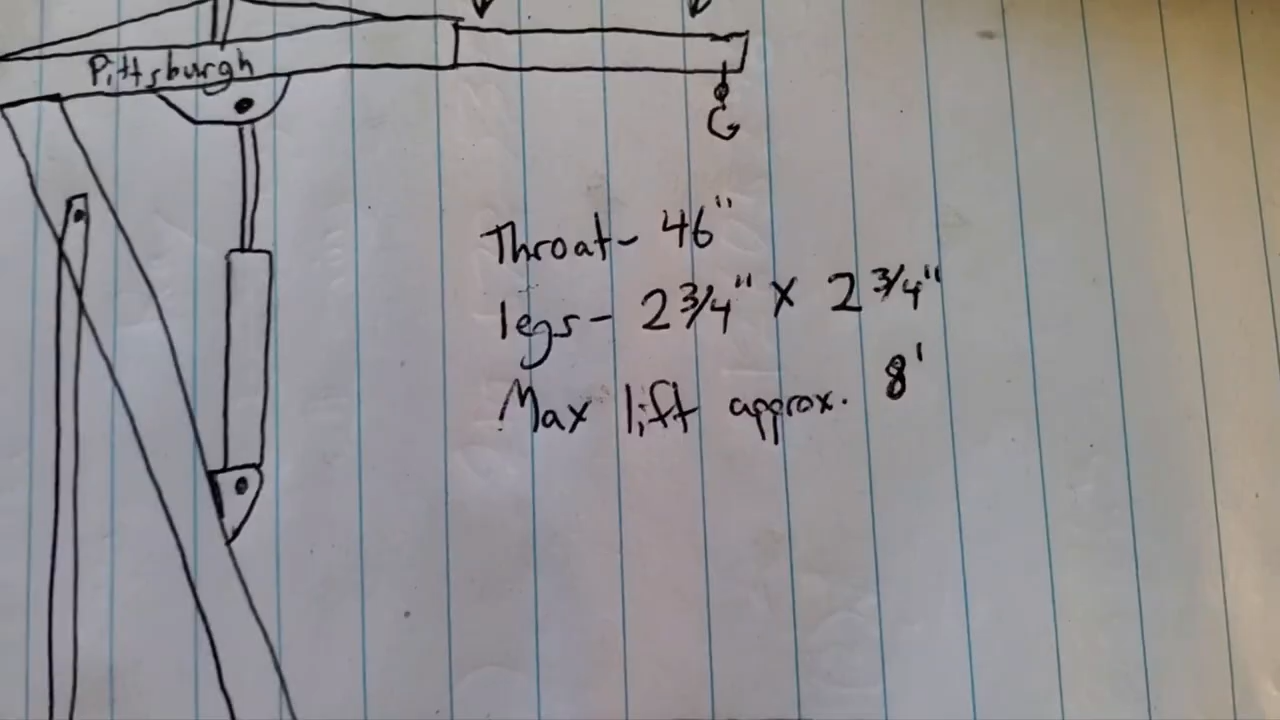 Pittsburgh
Throat- 46"
legs- 2 3/4" X 2 3/4"
Max lift approx. 8'